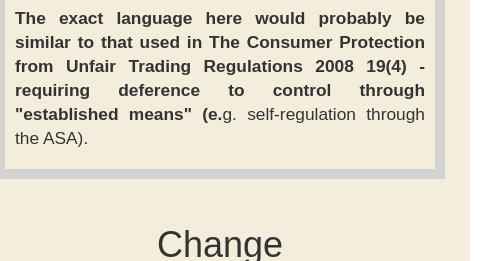 The exact language here would probably be
similar to that used in The Consumer Protection
from Unfair Trading Regulations 2008 19(4) -
requiring deference to control through
"established means" (e.g. self-regulation through
the ASA).
Change